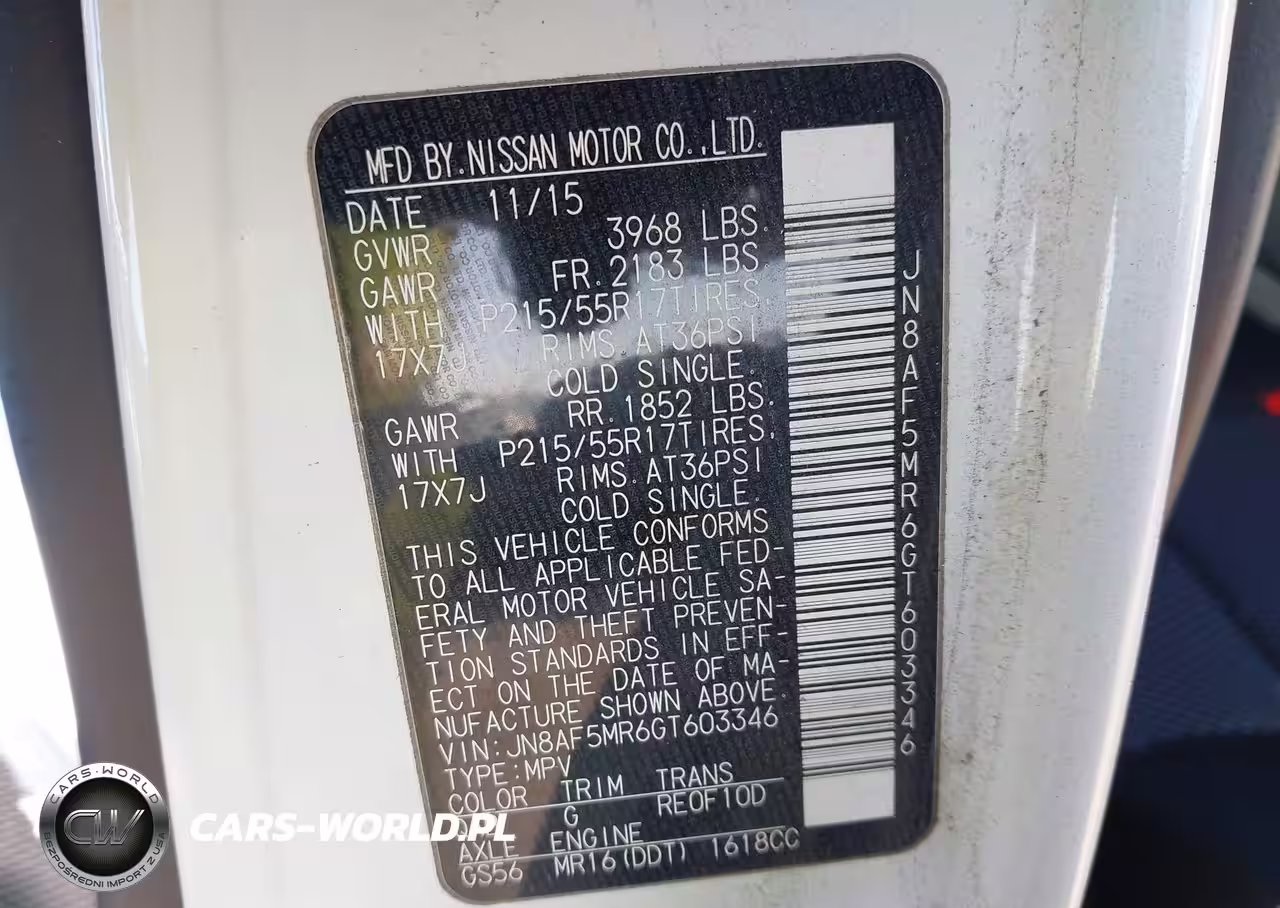 MFD BY.NISSAN MOTOR CO.,LTD.
DATE 11/15
GVWR 3968 LBS.
GAWR FR.2183 LBS.
WITH P215/55R17TIRES,
17X7J RIMS.AT36PSI
COLD SINGLE.
GAWR RR.1852 LBS.
WITH P215/55R17TIRES,
17X7J RIMS.AT36PSI
COLD SINGLE.
THIS VEHICLE CONFORMS
TO ALL APPLICABLE FED-
ERAL MOTOR VEHICLE SA-
FETY AND THEFT PREVEN-
TION STANDARDS IN EFF-
ECT ON THE DATE OF MA-
NUFACTURE SHOWN ABOVE.
VIN:JN8AF5MR6GT603346
TYPE:MPV
COLOR TRIM TRANS
G RE0F10D
AXLE ENGINE
GS56 MR16(DDT) 1618CC
JN8AF5MR6GT603346
CARS-WORLD
CW
BEZPOŚREDNI IMPORT Z USA
CARS-WORLD.PL